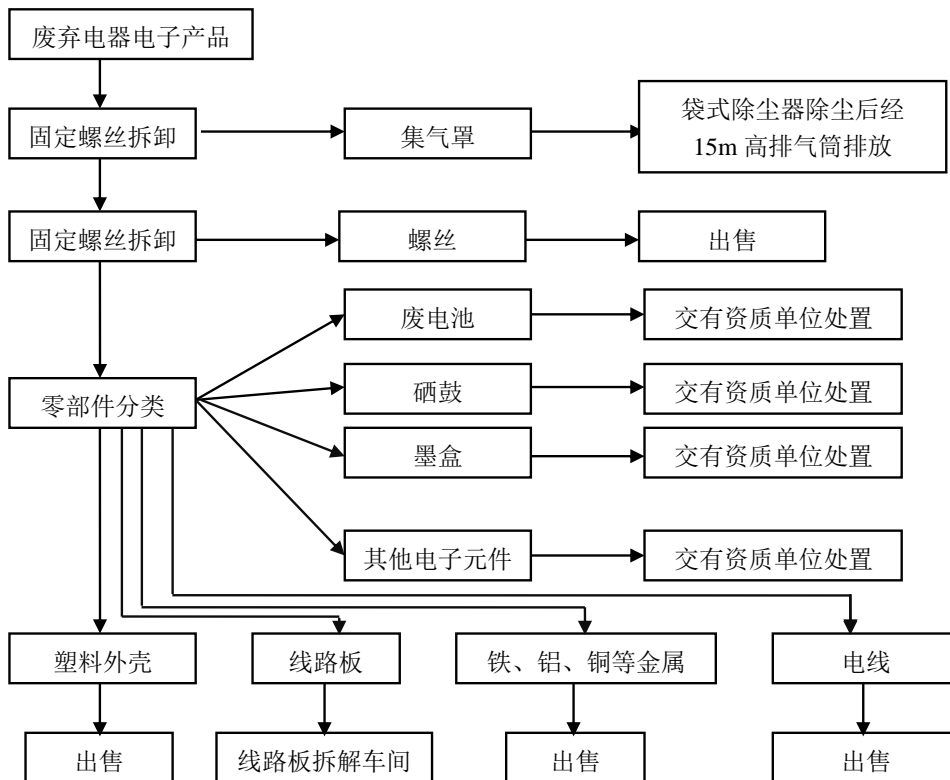 废弃电器电子产品
固定螺丝拆卸
集气罩
袋式除尘器除尘后经
15m 高排气筒排放
固定螺丝拆卸
螺丝
出售
废电池
交有资质单位处置
零部件分类
硒鼓
交有资质单位处置
墨盒
交有资质单位处置
其他电子元件
交有资质单位处置
塑料外壳
线路板
铁、铝、铜等金属
电线
出售
线路板拆解车间
出售
出售